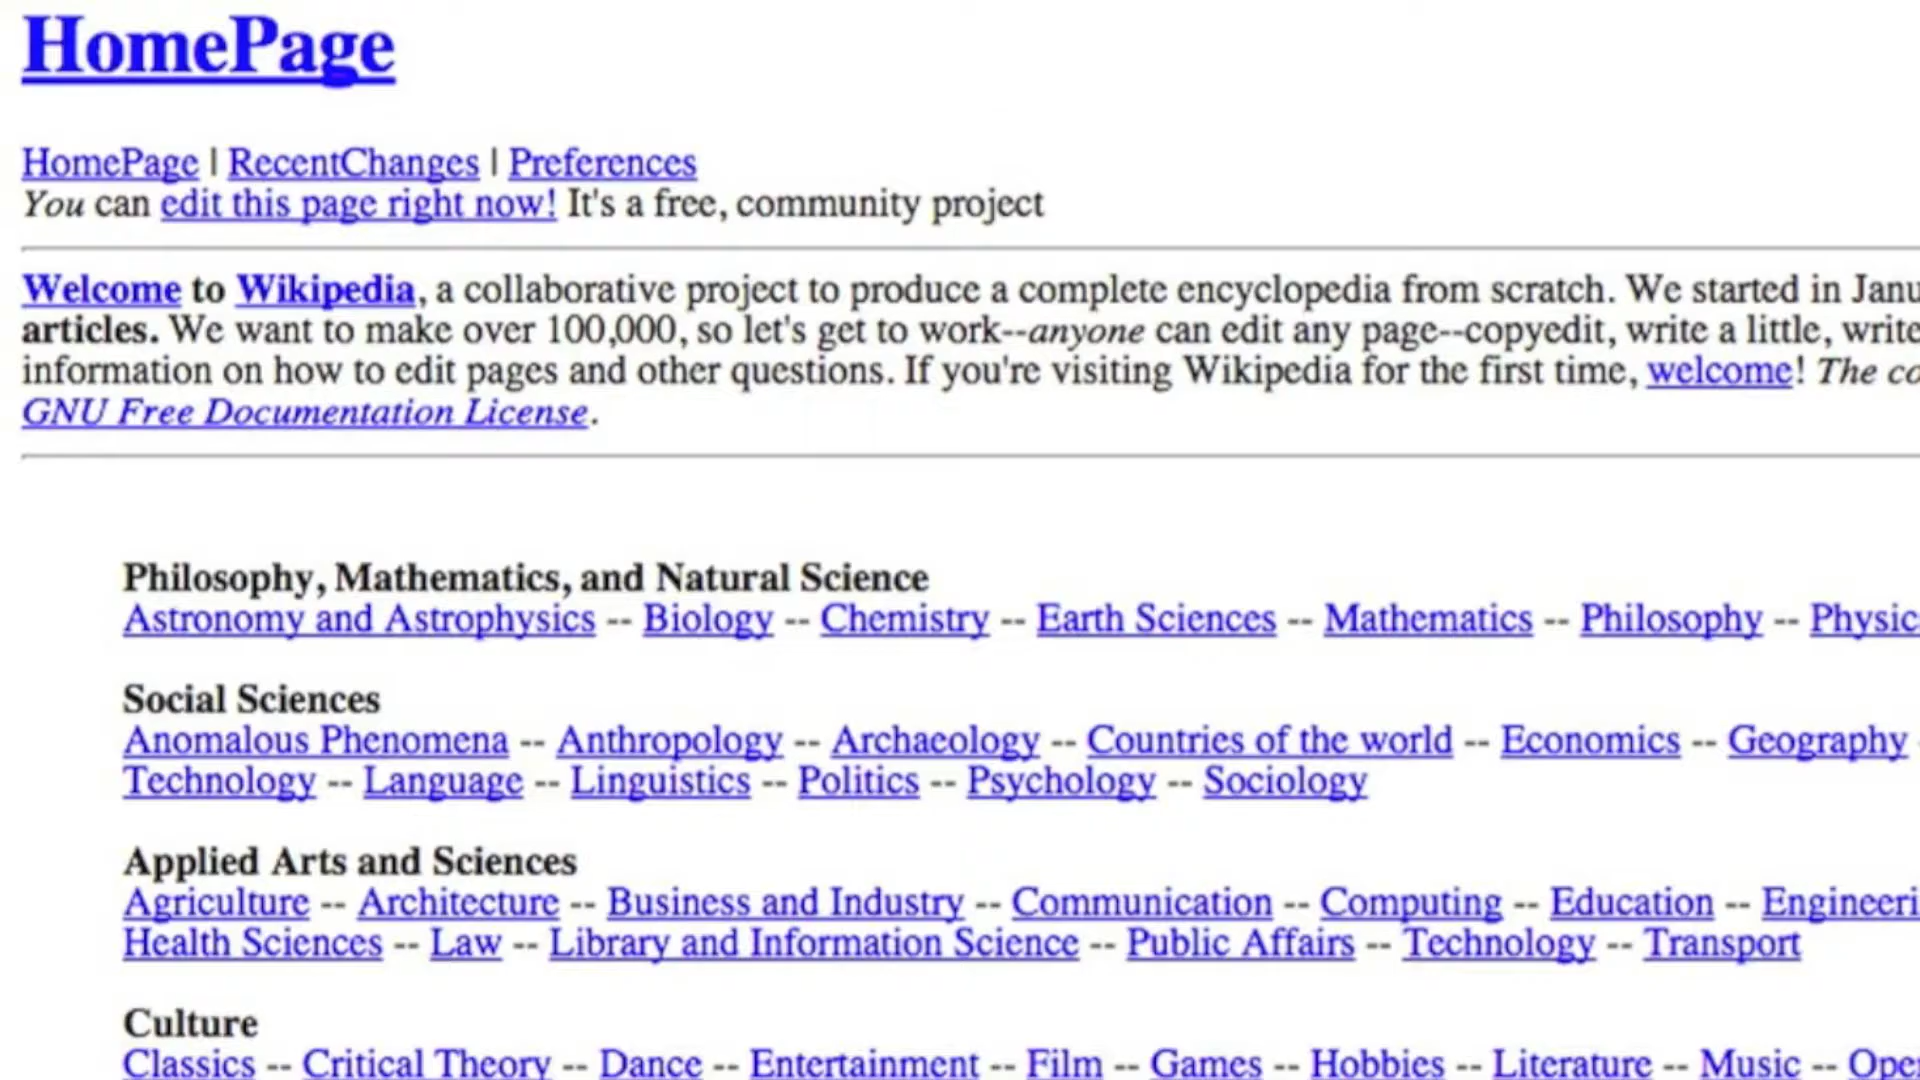 HomePage
HomePage | RecentChanges | Preferences
You can edit this page right now! It's a free, community project
Welcome to Wikipedia, a collaborative project to produce a complete encyclopedia from scratch. We started in Janu
articles. We want to make over 100,000, so let's get to work--anyone can edit any page--copyedit, write a little, write
information on how to edit pages and other questions. If you're visiting Wikipedia for the first time, welcome! The co
GNU Free Documentation License.
Philosophy, Mathematics, and Natural Science
Astronomy and Astrophysics -- Biology -- Chemistry -- Earth Sciences -- Mathematics -- Philosophy -- Physic
Social Sciences
Anomalous Phenomena -- Anthropology -- Archaeology -- Countries of the world -- Economics -- Geography
Technology -- Language -- Linguistics -- Politics -- Psychology -- Sociology
Applied Arts and Sciences
Agriculture -- Architecture -- Business and Industry -- Communication -- Computing -- Education -- Engineeri
Health Sciences -- Law -- Library and Information Science -- Public Affairs -- Technology -- Transport
Culture
Classics -- Critical Theory -- Dance -- Entertainment -- Film -- Games -- Hobbies -- Literature -- Music -- Oper